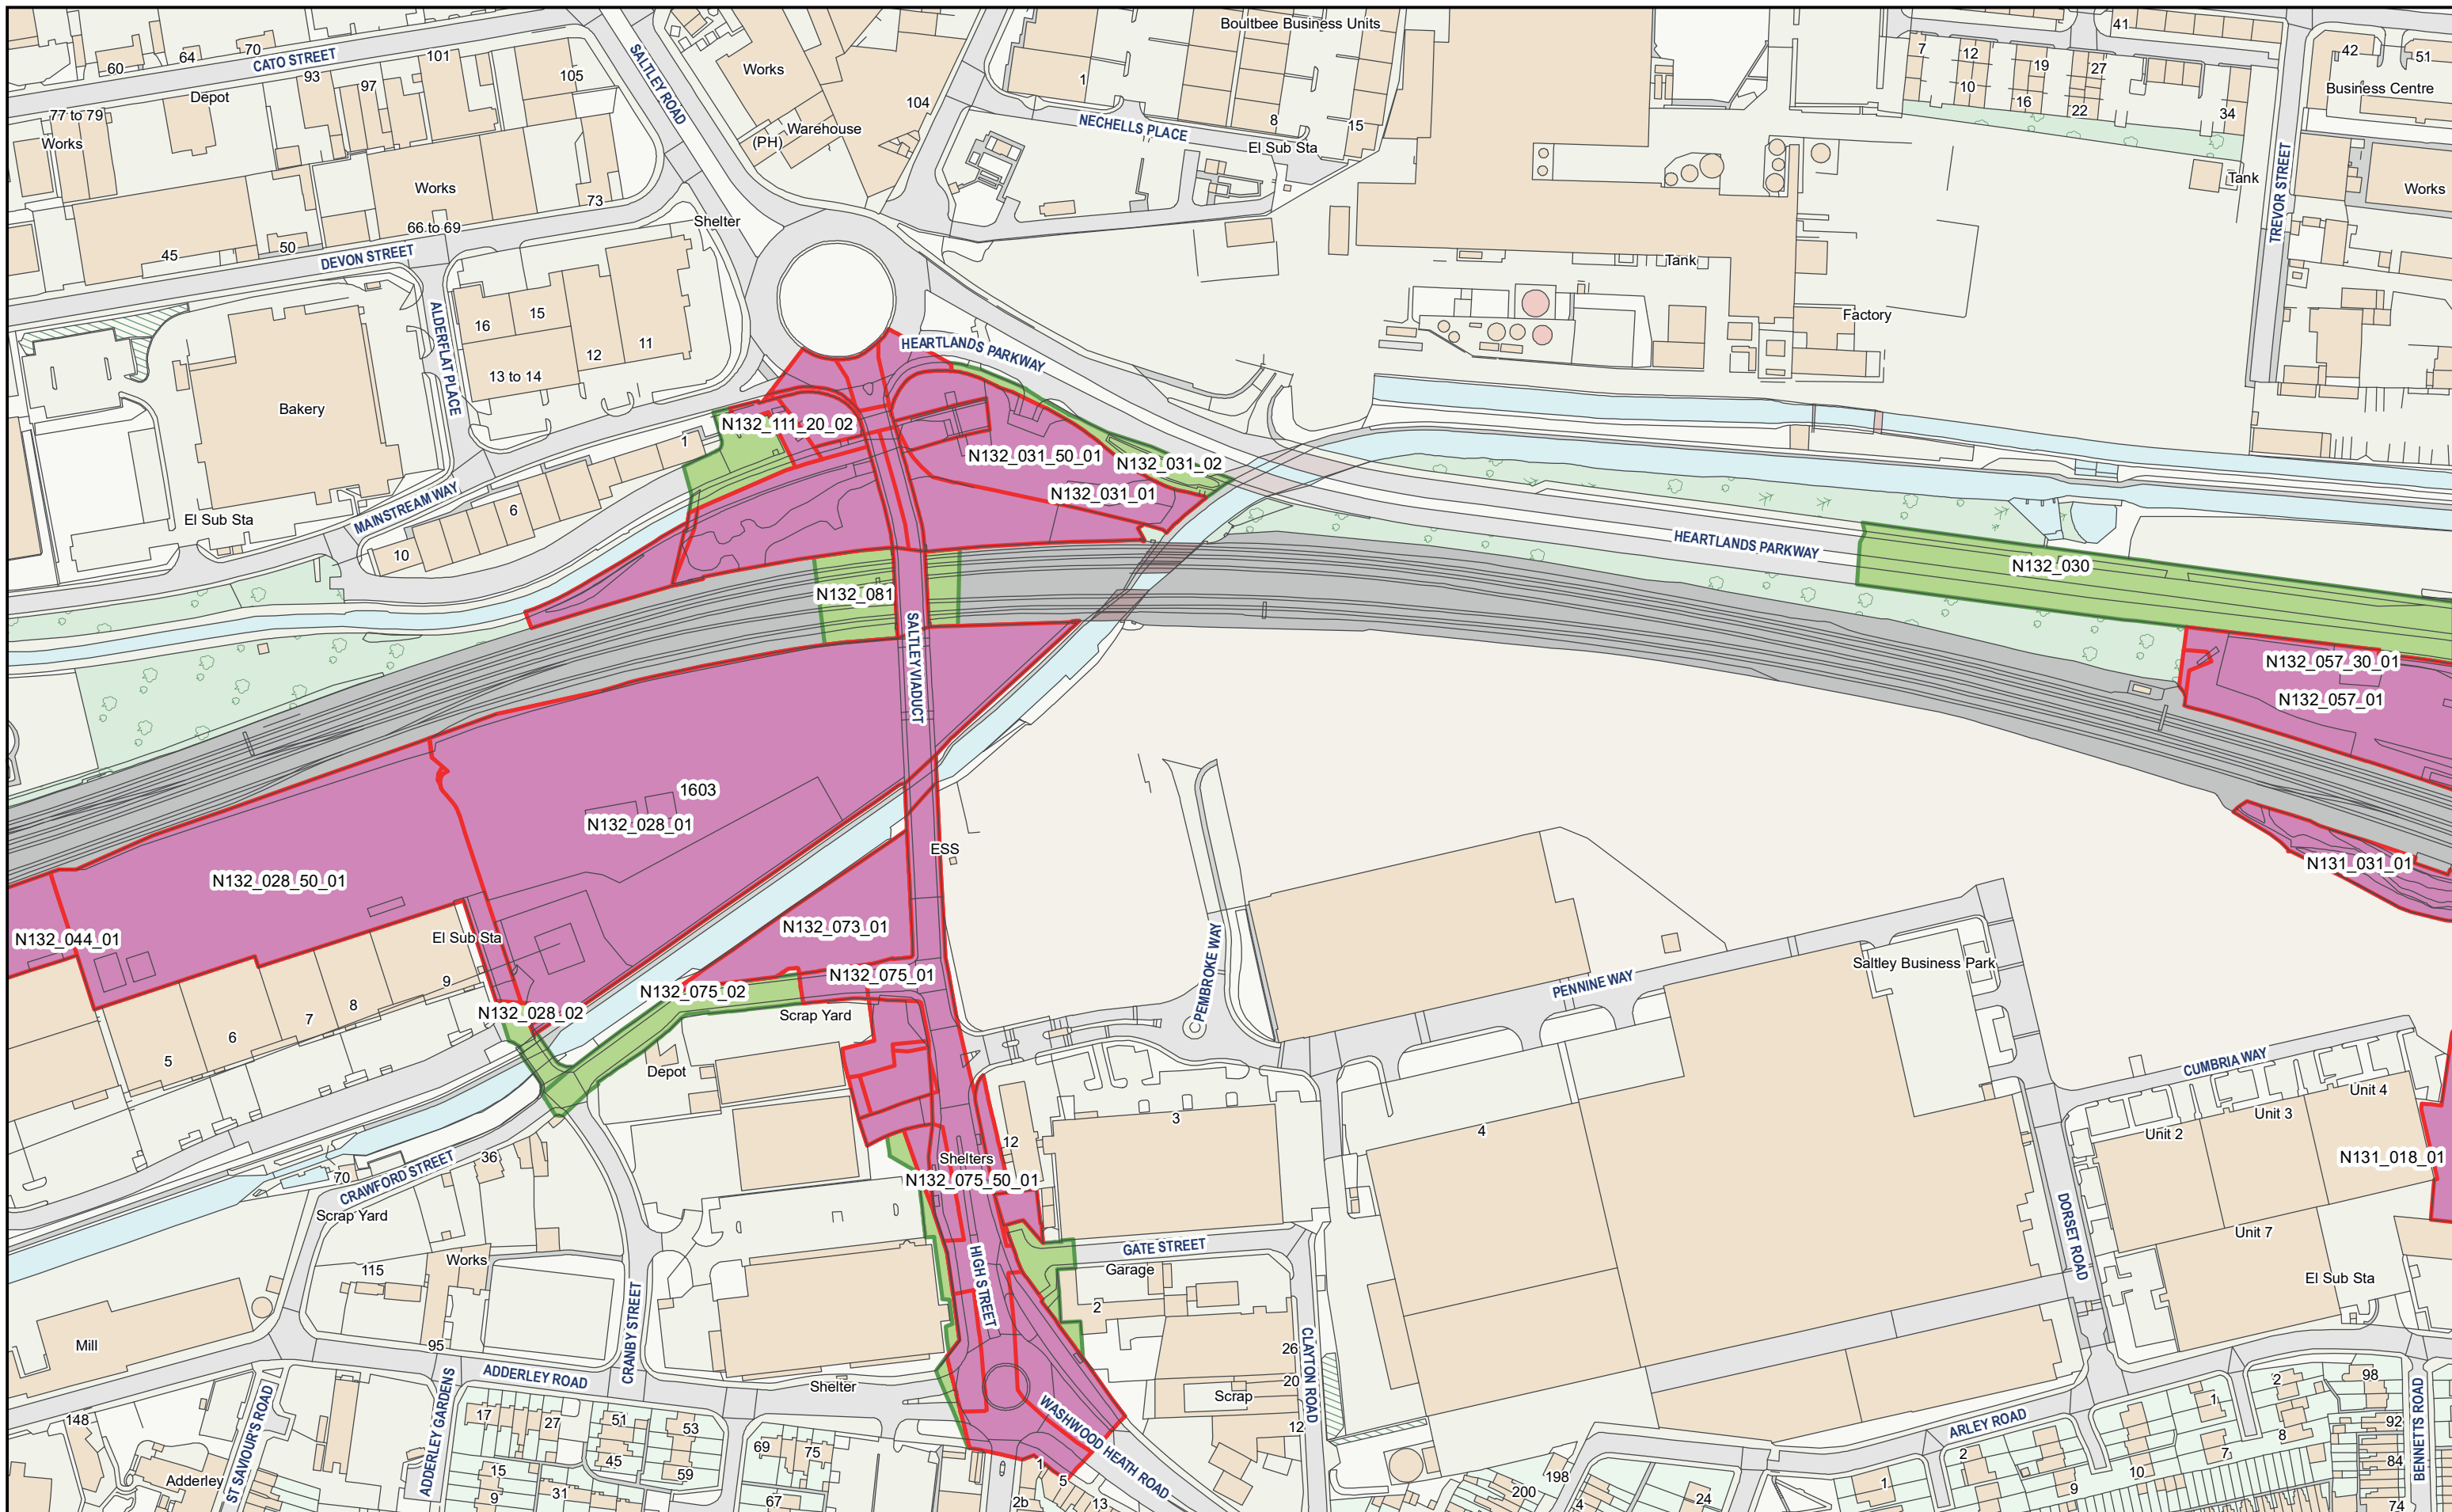 Boultbee Business Units
41
SALTLEY ROAD
7
12
19
27
42
51
60
64
70
CATO STREET
101
93
97
105
Depot
Works
1
104
10
16
22
34
Business Centre
77 to 79
Works
Warehouse
(PH)
NECHELLS PLACE
8
15
El Sub Sta
TREVOR STREET
Tank
Works
Works
73
66 to 69
Shelter
45
50
DEVON STREET
Tank
ALDERFLAT PLACE
16
15
12
11
13 to 14
Factory
HEARTLANDS PARKWAY
Bakery
N132_111_20_02
1
N132_031_50_01
N132_031_02
N132_031_01
MAINSTREAM WAY
El Sub Sta
6
10
HEARTLANDS PARKWAY
N132_030
N132_081
SALTLEY VIADUCT
N132_057_30_01
N132_057_01
1603
N132_028_01
ESS
N131_031_01
N132_028_50_01
N132_044_01
El Sub Sta
N132_073_01
N132_075_01
N132_075_02
PEMBROKE WAY
PENNINE WAY
Saltley Business Park
9
8
7
6
5
N132_028_02
Scrap Yard
Depot
CUMBRIA WAY
Unit 4
Unit 3
Unit 2
3
4
12
Shelters
N132_075_50_01
N131_018_01
36
70
CRAWFORD STREET
Scrap Yard
DORSET ROAD
Unit 7
El Sub Sta
GATE STREET
Garage
HIGH STREET
2
115
Works
Mill
95
CRANBY STREET
ADDERLEY ROAD
Shelter
26
20
CLAYTON ROAD
Scrap
12
WASHWOOD HEATH ROAD
148
ST SAVIOUR'S ROAD
ADDERLEY GARDENS
17
27
51
53
45
59
15
9
31
69
75
67
Adderley
1
5
2b
13
198
200
4
24
ARLEY ROAD
1
2
9
10
1
7
2
8
98
92
84
74
BENNETTS ROAD